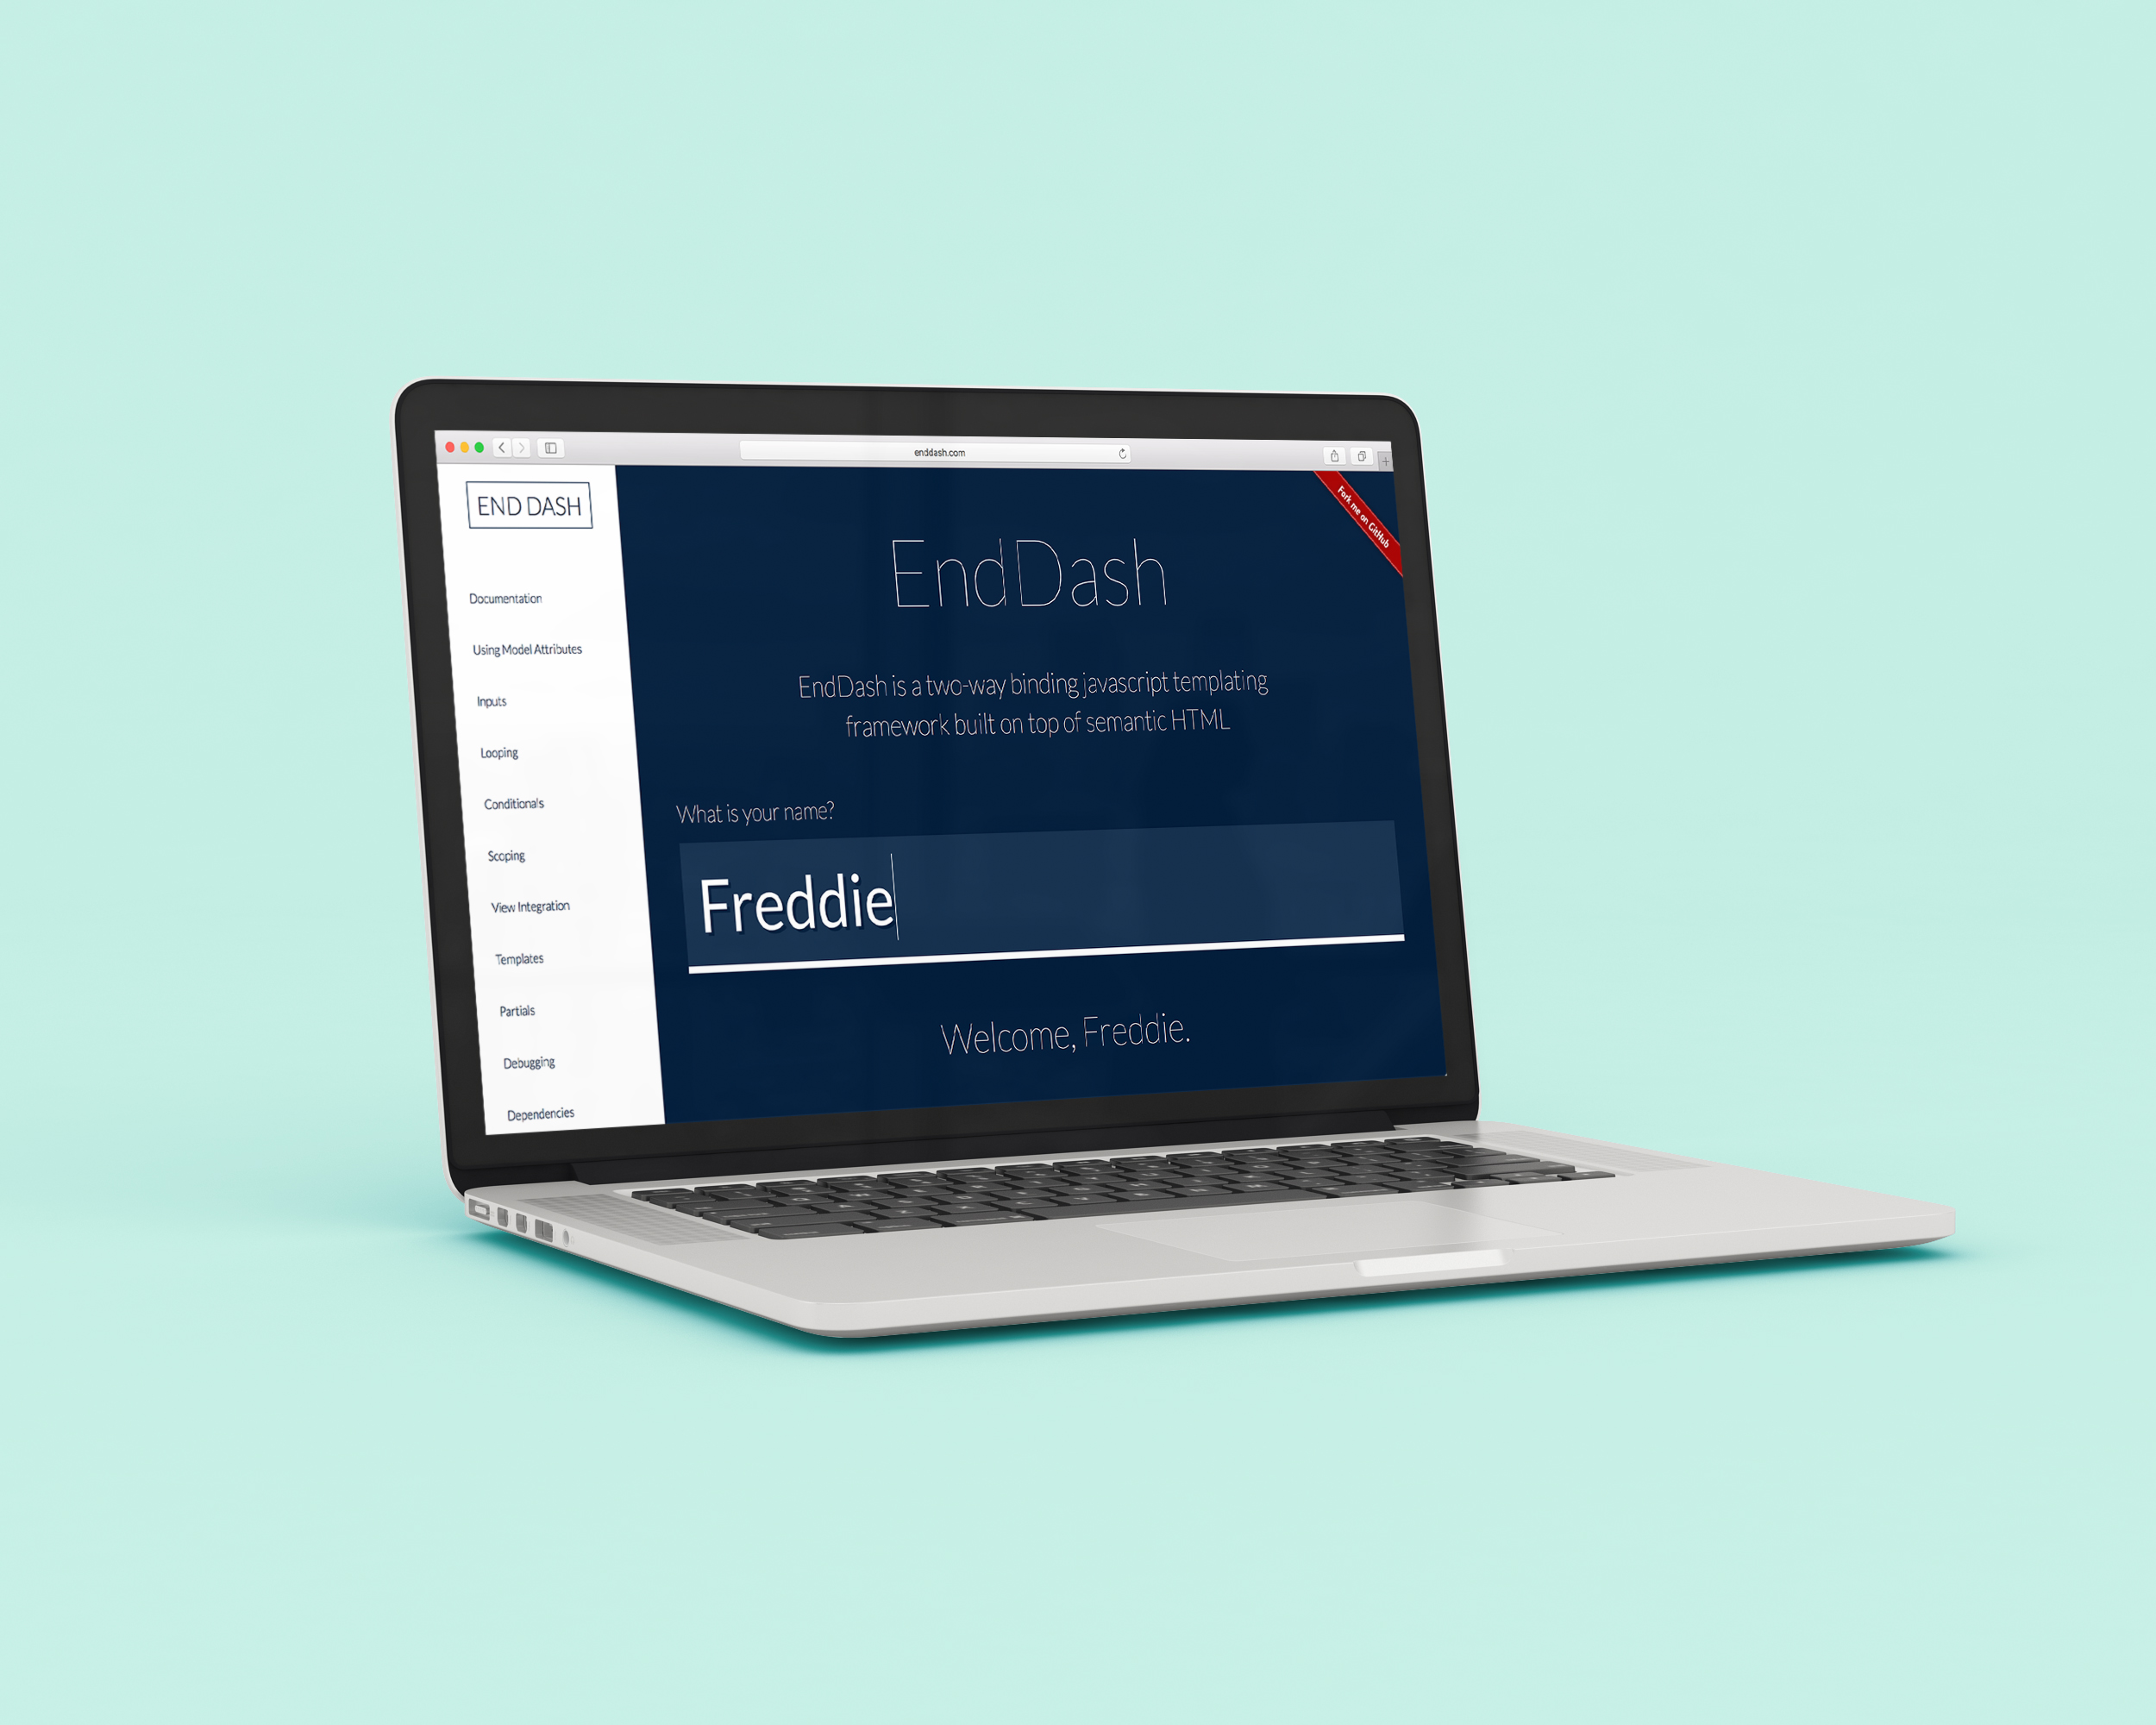 enddash.com
END DASH
Documentation
Using Model Attributes
Inputs
Looping
Conditionals
Scoping
View Integration
Templates
Partials
Debugging
Dependencies
Fork me on GitHub
EndDash
EndDash is a two-way binding javascript templating
framework built on top of semantic HTML
What is your name?
Freddie
Welcome, Freddie.